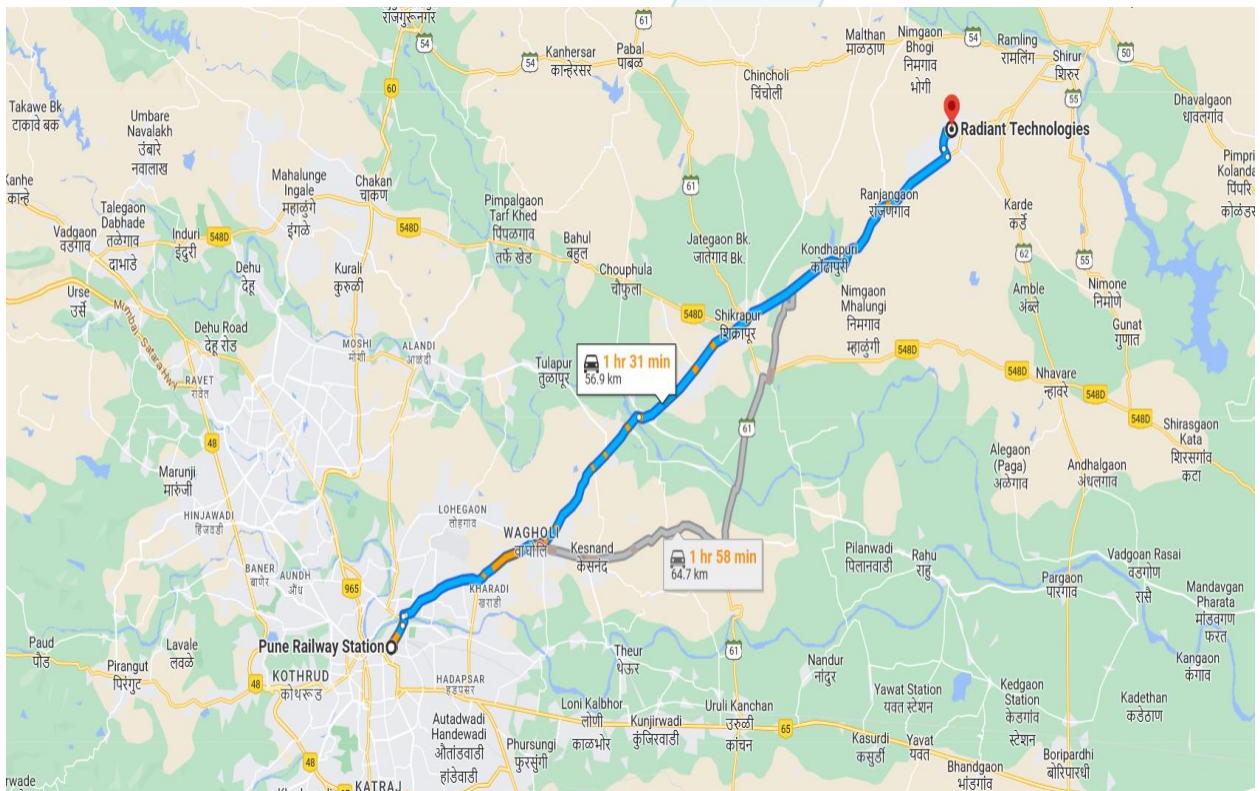 राजगुरूनगर
54
60
61
Kanhersar
कान्हेरसर
54
Pabal
पाबळ
Malthan
माळठाण
Nimgaon
Bhogi
निमगाव
भोगी
54
Ramling
रामलिंग
Shirur
शिरुर
50
55
Dhavalgaon
धावलगांव
Chincholi
चिंचोली
Takawe Bk
टाकावे बक
Umbare
Navalakh
उंबारे
नवालाख
Radiant Technologies
Pimpri
Kolanda
पिंपरि
कोळंडर
Kanhe
कान्हे
Mahalunge
Ingale
महाळुंगे
इंगळे
Chakan
चाकण
548D
Talegaon
Dabhade
तळेगाव
दाभाडे
Vadgaon
वडगाव
Induri
इंदुरी
548D
Pimpalgaon
Tarf Khed
पिंपळगाव
तर्फे खेड
61
Ranjangaon
रांजणगाव
Karde
कर्डे
62
55
Bahul
बहूल
Jategaon Bk.
जातेगाव Bk.
Kondhapuri
कोंढापुरी
Dehu
देहू
Kurali
कुरुळी
Chouphula
चौफुला
548D
Urse
उर्से
Mumbai-Satara Hwy
Dehu Road
देहू रोड
Shikrapur
शिक्रापूर
Nimgaon
Mhalungi
निमगाव
म्हाळुंगी
Amble
अंब्ले
Nimone
निमोणे
Gunat
गुणात
MOSHI
मोशी
ALANDI
आळंदी
Tulapur
तुळापूर
1 hr 31 min
56.9 km
548D
Nhavare
न्हावरे
548D
548D
RAVET
रावेत
48
61
Shirasgaon
Kata
शिरसगांव
कटा
Alegaon
(Paga)
अळेगाव
Andhalgaon
अंधलगांव
Marunji
मारुंजी
HINJAWADI
हिंजवडी
LOHEGAON
लोहगाव
WAGHOLI
वाघोली
Kesnand
केसनंद
1 hr 58 min
64.7 km
Pilanwadi
पिलानवाडी
Rahu
राहु
Vadgoan Rasai
वडगोण
रासै
Mandavgan
Pharata
मांडवगण
फरत
Pargaon
पारगांव
BANER
बाणेर
AUNDH
औंध
965
KHARADI
खराडी
Pune Railway Station
Paud
पौड
Lavale
लवळे
Pirangut
पिरंगुट
48
KOTHRUD
कोथरूड
HADAPSAR
हडपसर
Theur
थेऊर
61
Nandur
नांदुर
Kangaon
कंगाव
Loni Kalbhor
लोणी
काळभोर
Kunjirwadi
कुंजिरवाडी
Uruli Kanchan
उरुळी
कांचन
65
Yawat Station
यवत स्टेशन
Kedgaon
Station
केडगांव
स्टेशन
Kadethan
कडेठाण
Autadwadi
Handewadi
औतांडवाडी
हांडेवाडी
Phursungi
फुरसुंगी
48
48
KATRAJ
Kasurdi
कसुर्डी
Yavat
यवत
Bhandgaon
भांडगांव
Boripardhi
बोरिपारधी